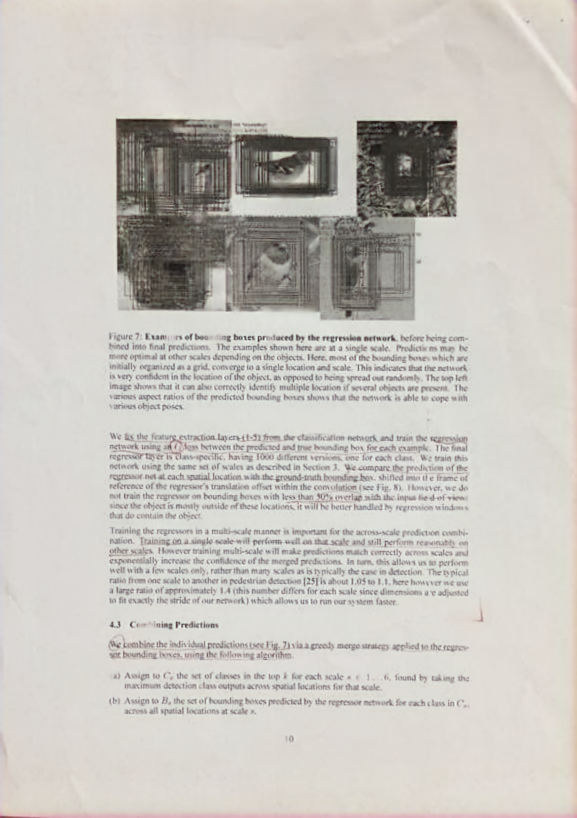 Figure 7: Examples of bounding boxes produced by the regression network, before being com-
bined into final predictions. The examples shown here are at a single scale. Predictions may be
more optimal at other scales depending on the objects. Here, most of the bounding boxes which are
initially organized as a grid, converge to a single location and scale. This indicates that the network
is very confident in the location of the object, as opposed to being spread out randomly. The top left
image shows that it can also correctly identify multiple location if several objects are present. The
various aspect ratios of the predicted bounding boxes shows that the network is able to cope with
various object poses.
We fix the feature extraction layers (1-5) from the classification network and train the regression
network using an ℓ2 loss between the predicted and true bounding box for each example. The final
regressor layer is class-specific, having 1000 different versions, one for each class. We train this
network using the same set of scales as described in Section 3. We compare the prediction of the
regressor net at each spatial location with the ground-truth bounding box, shifted into the frame of
reference of the regressor's translation offset within the convolution (see Fig. 8). However, we do
not train the regressor on bounding boxes with less than 50% overlap with the input field of view:
since the object is mostly outside of these locations, it will be better handled by regression windows
that do contain the object.
Training the regressors in a multi-scale manner is important for the across-scale prediction combi-
nation. Training on a single scale will perform well on that scale and still perform reasonably on
other scales. However training multi-scale will make predictions match correctly across scales and
exponentially increase the confidence of the merged predictions. In turn, this allows us to perform
well with a few scales only, rather than many scales as is typically the case in detection. The typical
ratio from one scale to another in pedestrian detection [25] is about 1.05 to 1.1, here however we use
a large ratio of approximately 1.4 (this number differs for each scale since dimensions are adjusted
to fit exactly the stride of our network) which allows us to run our system faster.
4.3 Combining Predictions
We combine the individual predictions (see Fig. 7) via a greedy merge strategy applied to the regres-
sor bounding boxes, using the following algorithm.
(a) Assign to Cs the set of classes in the top k for each scale s ∈ 1...6, found by taking the
maximum detection class outputs across spatial locations for that scale.
(b) Assign to Bs the set of bounding boxes predicted by the regressor network for each class in Cs,
across all spatial locations at scale s.
10